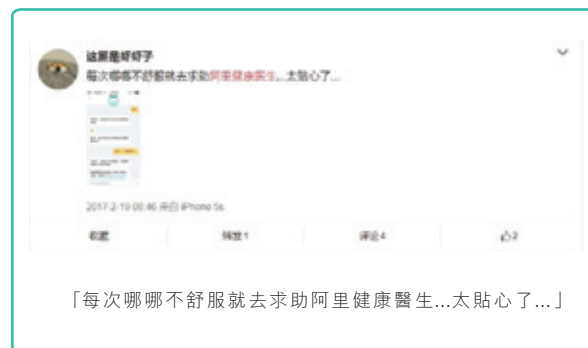 这里是虾虾子
每次哪哪不舒服就去求助阿里健康医生...太贴心了...
2017-2-19 00:46 来自 iPhone 5s
收藏 转发1 评论4 2
「每次哪哪不舒服就去求助阿里健康醫生...太貼心了...」